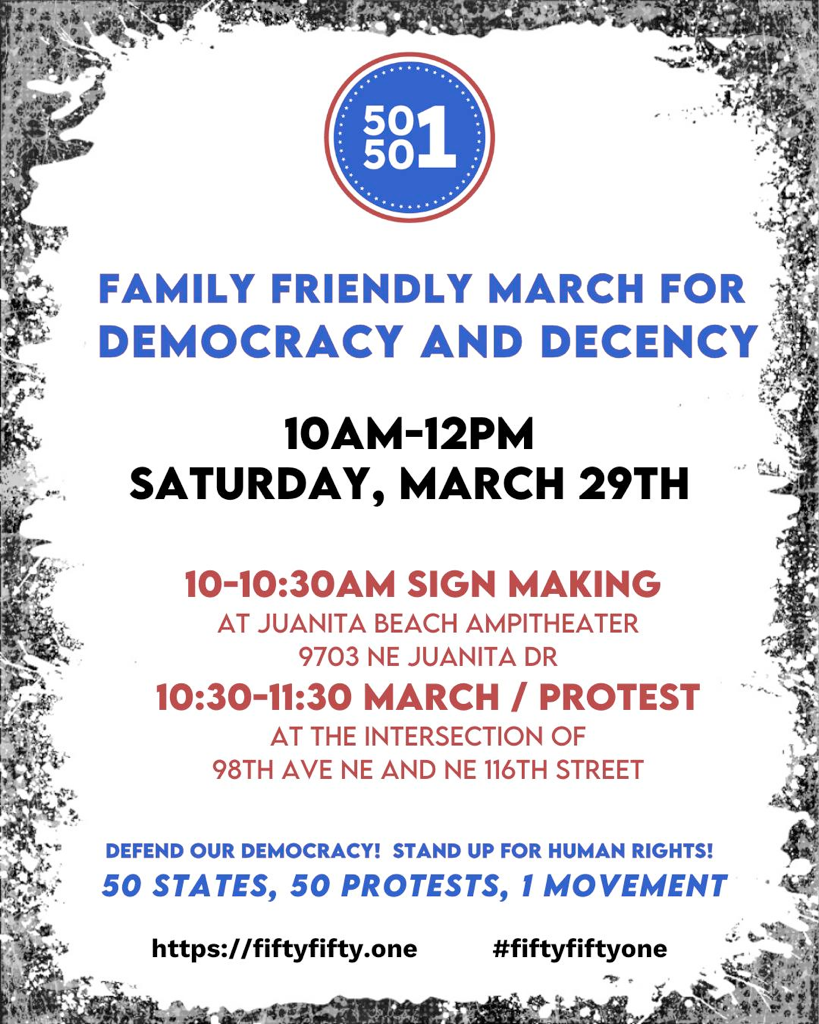 50
50 1
FAMILY FRIENDLY MARCH FOR
DEMOCRACY AND DECENCY
10AM-12PM
SATURDAY, MARCH 29TH
10-10:30AM SIGN MAKING
AT JUANITA BEACH AMPITHEATER
9703 NE JUANITA DR
10:30-11:30 MARCH / PROTEST
AT THE INTERSECTION OF
98TH AVE NE AND NE 116TH STREET
DEFEND OUR DEMOCRACY! STAND UP FOR HUMAN RIGHTS!
50 STATES, 50 PROTESTS, 1 MOVEMENT
https://fiftyfifty.one #fiftyfiftyone